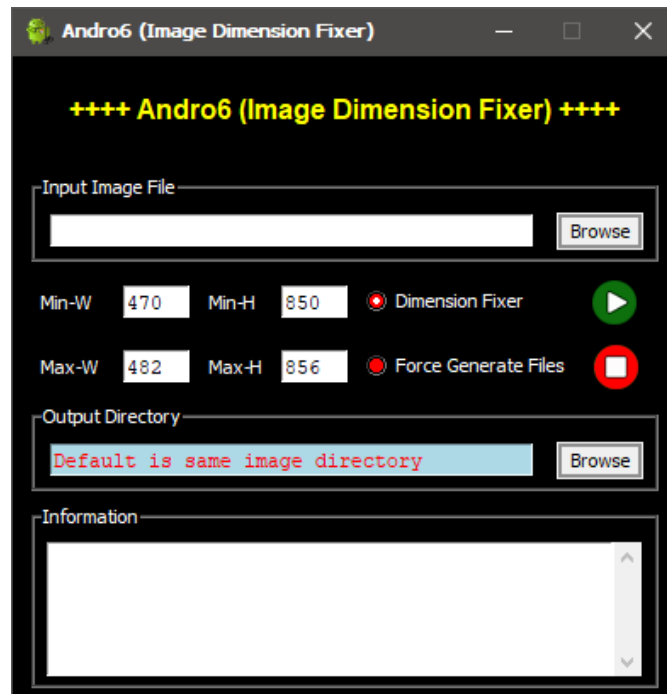 Andro6 (Image Dimension Fixer)
++++ Andro6 (Image Dimension Fixer) ++++
Input Image File
Browse
Min-W 470 Min-H 850 Dimension Fixer
Max-W 482 Max-H 856 Force Generate Files
Output Directory
Default is same image directory Browse
Information